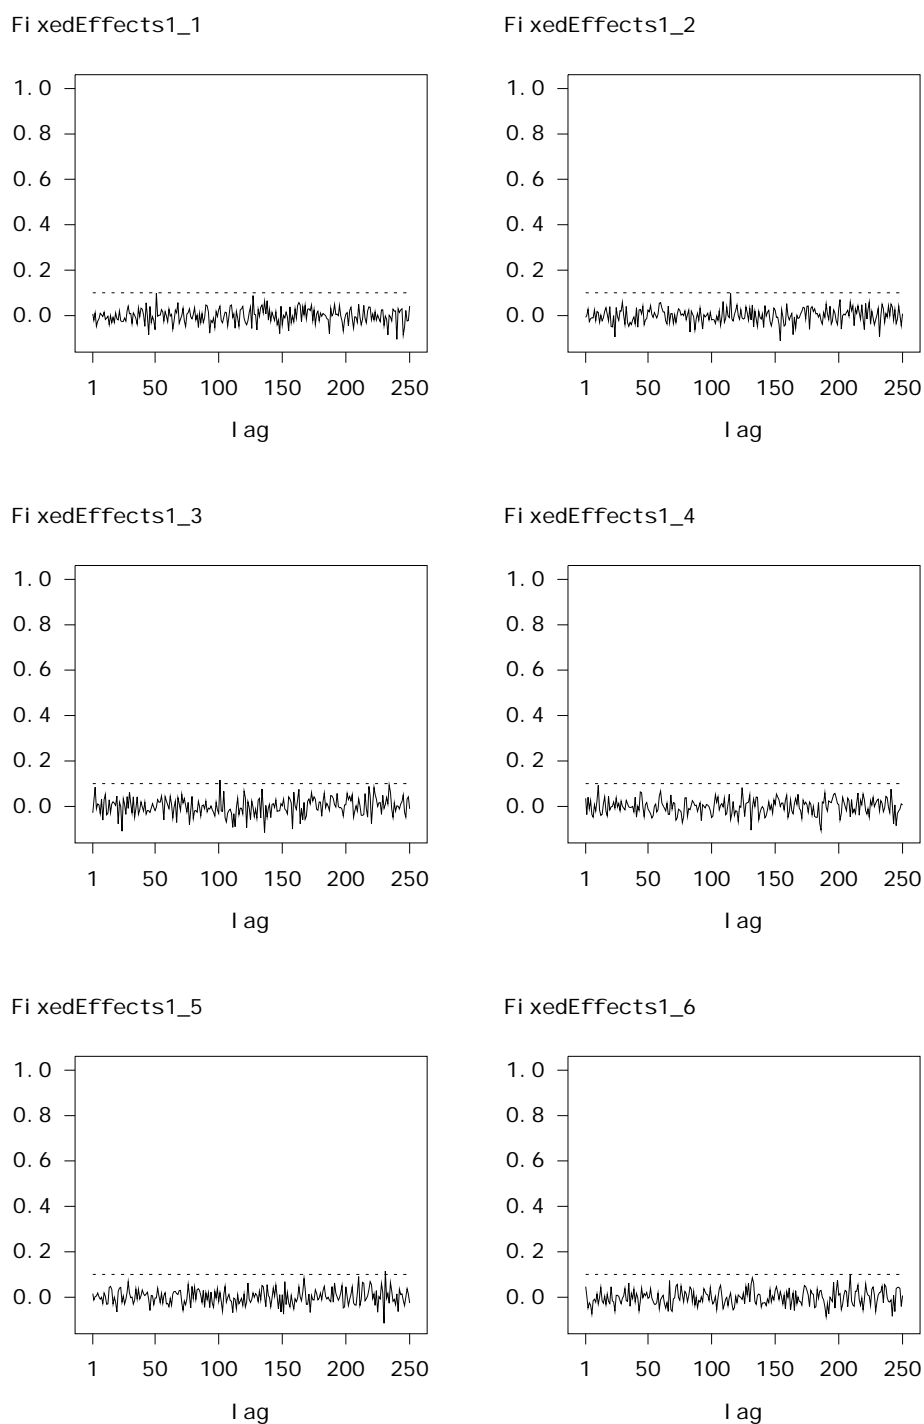 FixedEffects1_1
1.0
0.8
0.6
0.4
0.2
0.0
1 50 100 150 200 250
lag
FixedEffects1_2
1.0
0.8
0.6
0.4
0.2
0.0
1 50 100 150 200 250
lag
FixedEffects1_3
1.0
0.8
0.6
0.4
0.2
0.0
1 50 100 150 200 250
lag
FixedEffects1_4
1.0
0.8
0.6
0.4
0.2
0.0
1 50 100 150 200 250
lag
FixedEffects1_5
1.0
0.8
0.6
0.4
0.2
0.0
1 50 100 150 200 250
lag
FixedEffects1_6
1.0
0.8
0.6
0.4
0.2
0.0
1 50 100 150 200 250
lag